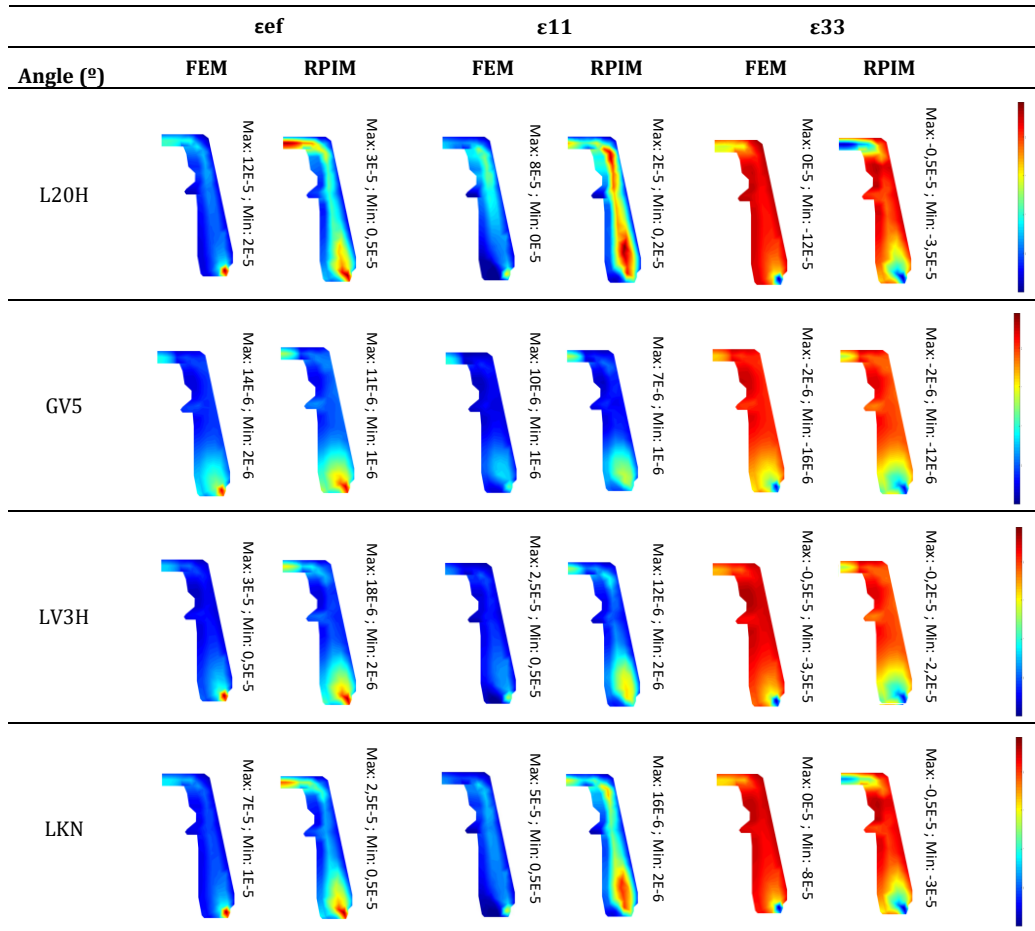 εef ε11 ε33
Angle (º) FEM RPIM FEM RPIM FEM RPIM
L20H
Max: 12E-5 ; Min: 2E-5
Max: 3E-5 ; Min: 0,5E-5
Max: 8E-5 ; Min: 0E-5
Max: 2E-5 ; Min: 0,2E-5
Max: 0E-5 ; Min: -12E-5
Max: -0,5E-5 ; Min: -3,5E-5
GV5
Max: 14E-6 ; Min: 2E-6
Max: 11E-6 ; Min: 1E-6
Max: 10E-6 ; Min: 1E-6
Max: 7E-6 ; Min: 1E-6
Max: -2E-6 ; Min: -16E-6
Max: -2E-6 ; Min: -12E-6
LV3H
Max: 3E-5 ; Min: 0,5E-5
Max: 18E-6 ; Min: 2E-6
Max: 2,5E-5 ; Min: 0,5E-5
Max: 12E-6 ; Min: 2E-6
Max: -0,5E-5 ; Min: -3,5E-5
Max: -0,2E-5 ; Min: -2,2E-5
LKN
Max: 7E-5 ; Min: 1E-5
Max: 2,5E-5 ; Min: 0,5E-5
Max: 5E-5 ; Min: 0,5E-5
Max: 16E-6 ; Min: 2E-6
Max: 0E-5 ; Min: -8E-5
Max: -0,5E-5 ; Min: -3E-5